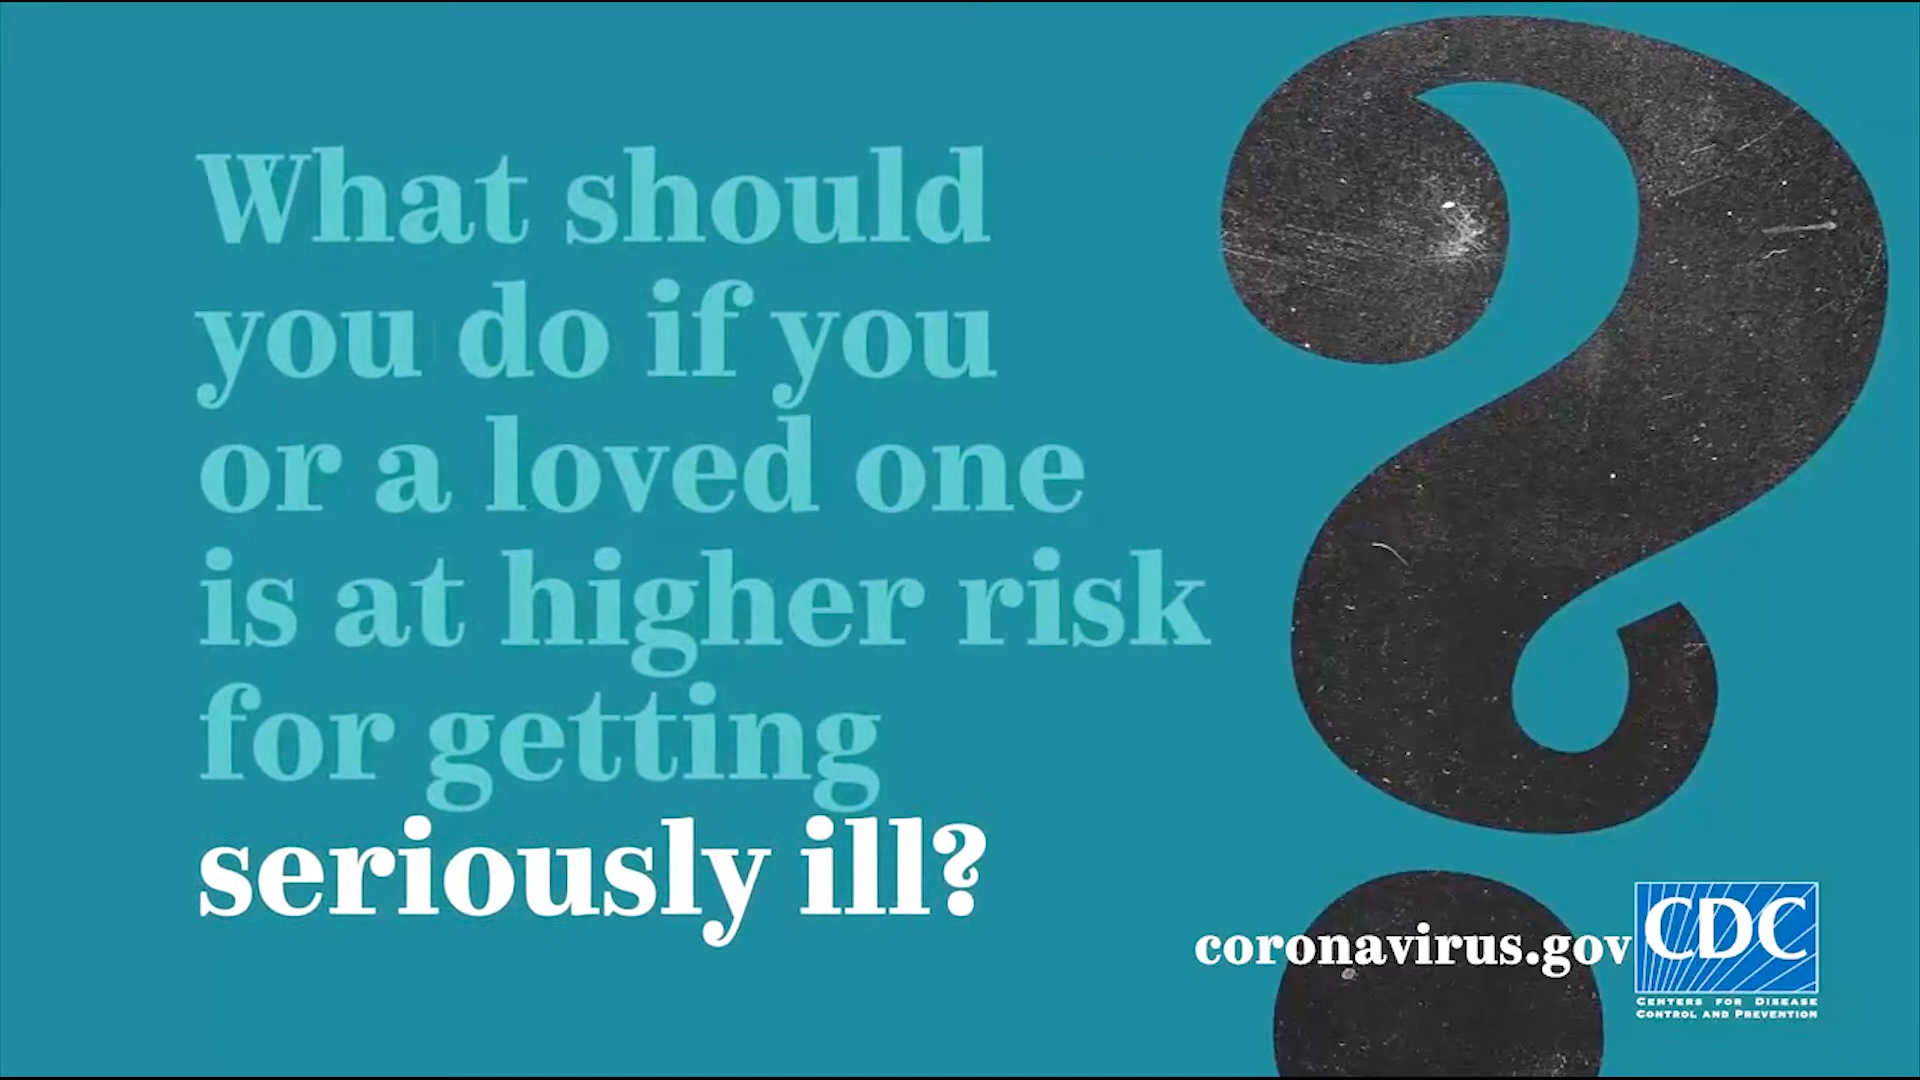 What should
you do if you
or a loved one
is at higher risk
for getting
seriously ill?
coronavirus.gov
CDC
CENTERS FOR DISEASE
CONTROL AND PREVENTION